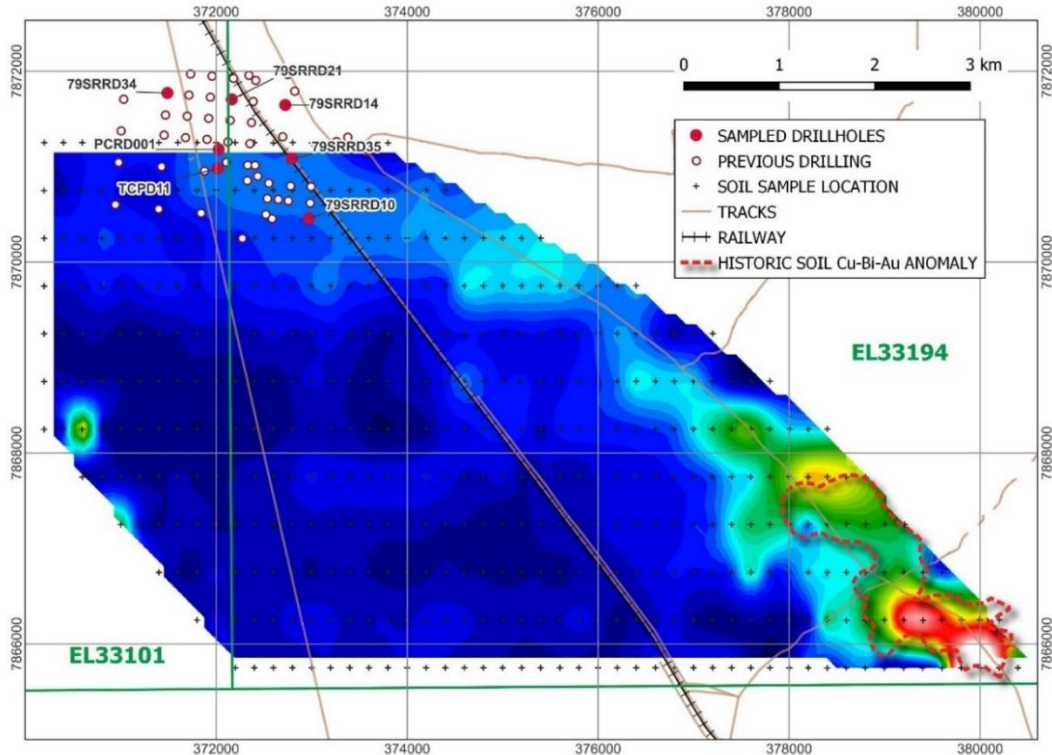 372000 374000 376000 378000 380000
7872000 7872000
79SRRD34
79SRRD21
79SRRD14
PCRD001
79SRRD35
TCPD11
79SRRD10
0 1 2 3 km
SAMPLED DRILLHOLES
PREVIOUS DRILLING
SOIL SAMPLE LOCATION
TRACKS
RAILWAY
HISTORIC SOIL Cu-Bi-Au ANOMALY
7870000 7870000
EL33194
7868000 7868000
7866000 7866000
EL33101
372000 374000 376000 378000 380000